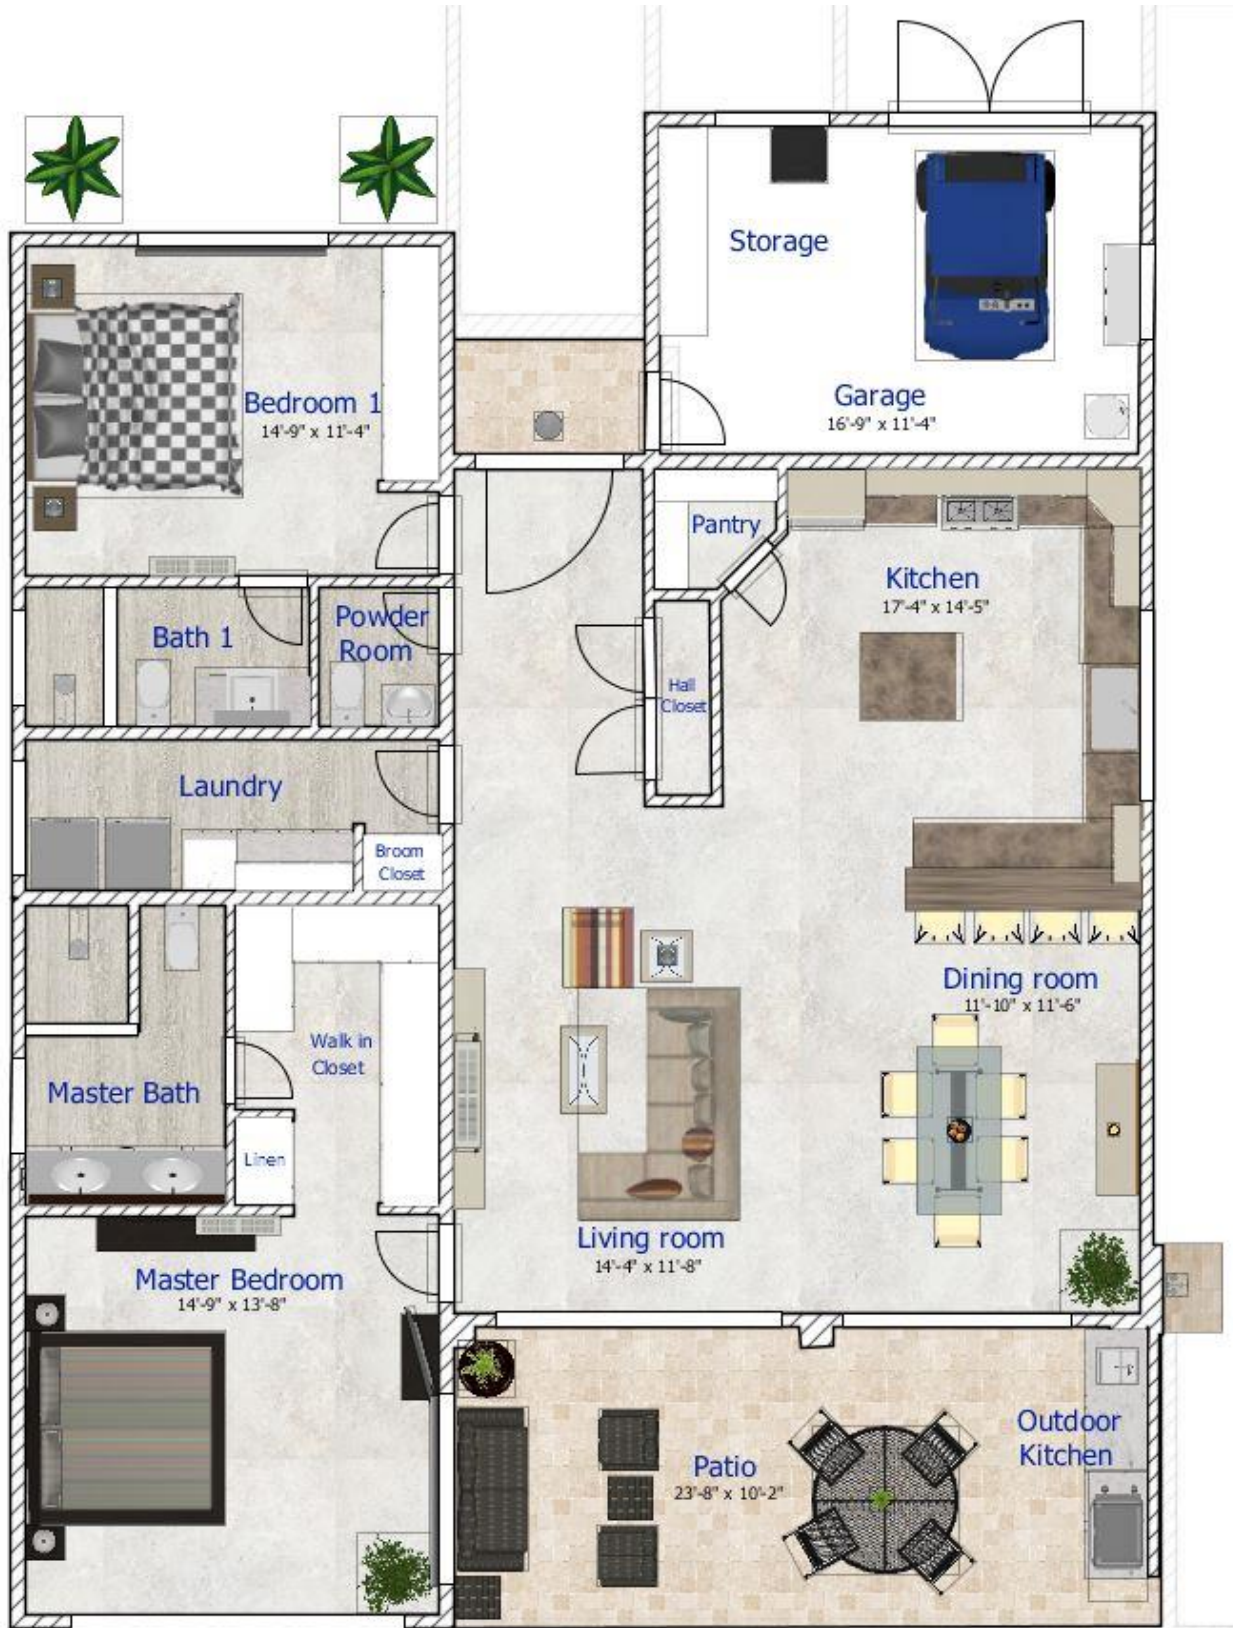 Storage
Garage
16'-9" x 11'-4"
Bedroom 1
14'-9" x 11'-4"
Pantry
Kitchen
17'-4" x 14'-5"
Bath 1
Powder
Room
Hall
Closet
Laundry
Broom
Closet
Dining room
11'-10" x 11'-6"
Walk in
Closet
Master Bath
Linen
Living room
14'-4" x 11'-8"
Master Bedroom
14'-9" x 13'-8"
Outdoor
Kitchen
Patio
23'-8" x 10'-2"